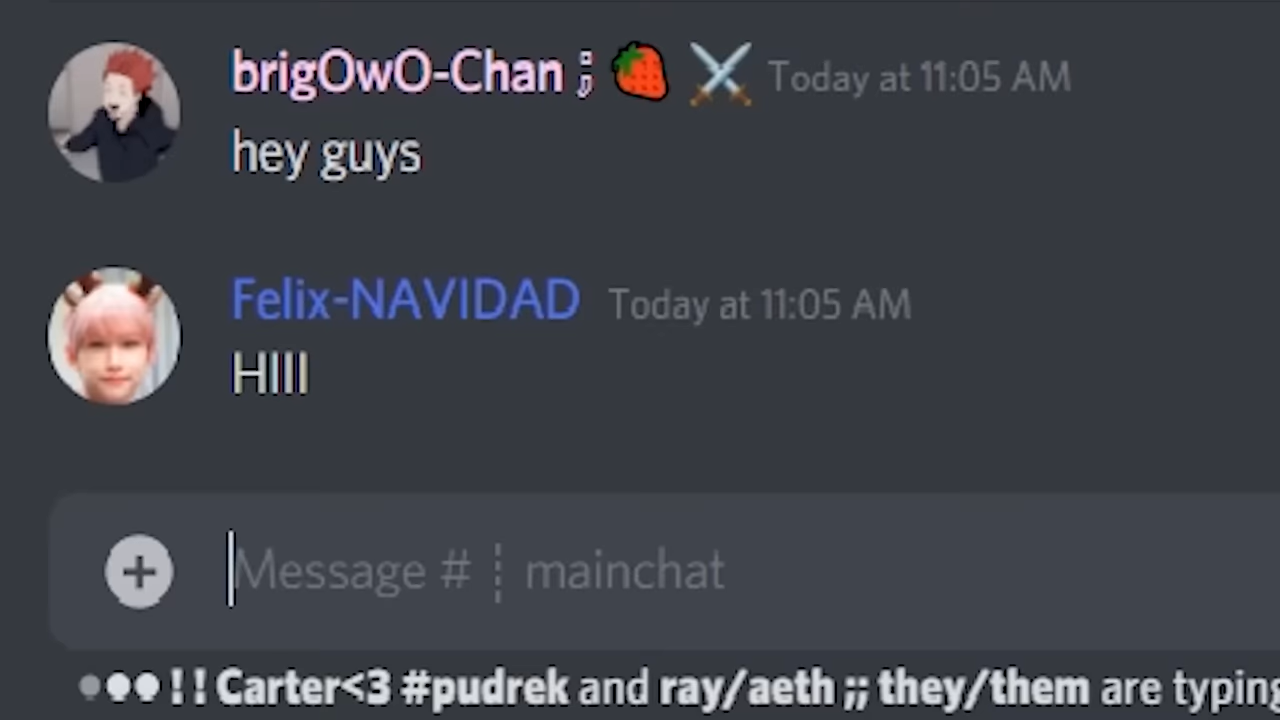 brigOwO-Chan ; 🍓 ⚔️ Today at 11:05 AM
hey guys
Felix-NAVIDAD Today at 11:05 AM
HIII
Message # ┊ mainchat
!! Carter<3 #pudrek and ray/aeth ;; they/them are typing